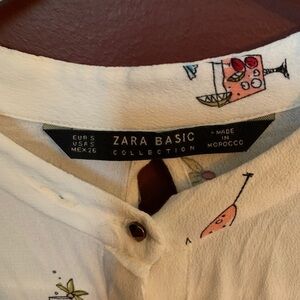 EUR S
USA S
MEX 26
ZARA BASIC
COLLECTION
• MADE
IN
MOROCCO